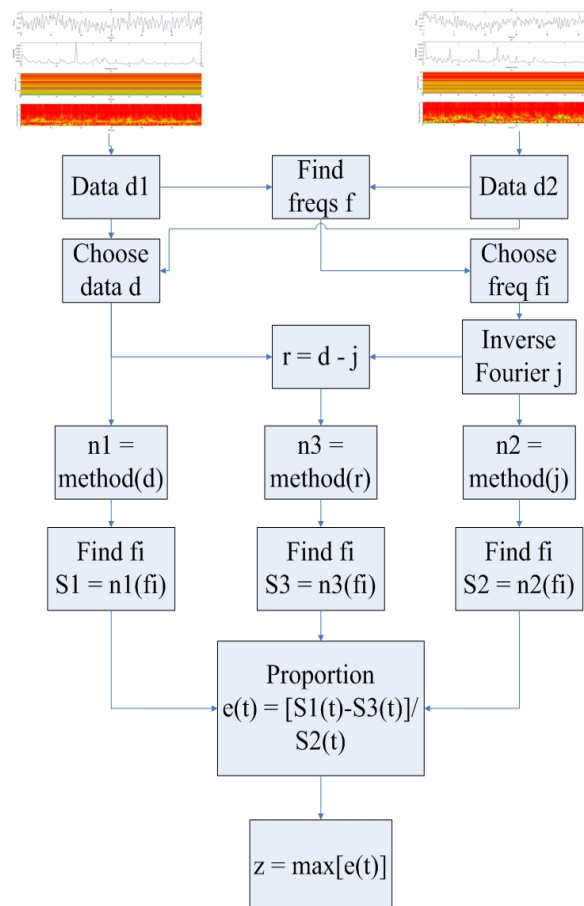 Data d1
Find
freqs f
Data d2
Choose
data d
Choose
freq fi
r = d - j
Inverse
Fourier j
n1 =
method(d)
n3 =
method(r)
n2 =
method(j)
Find fi
S1 = n1(fi)
Find fi
S3 = n3(fi)
Find fi
S2 = n2(fi)
Proportion
e(t) = [S1(t)-S3(t)]/
S2(t)
z = max[e(t)]